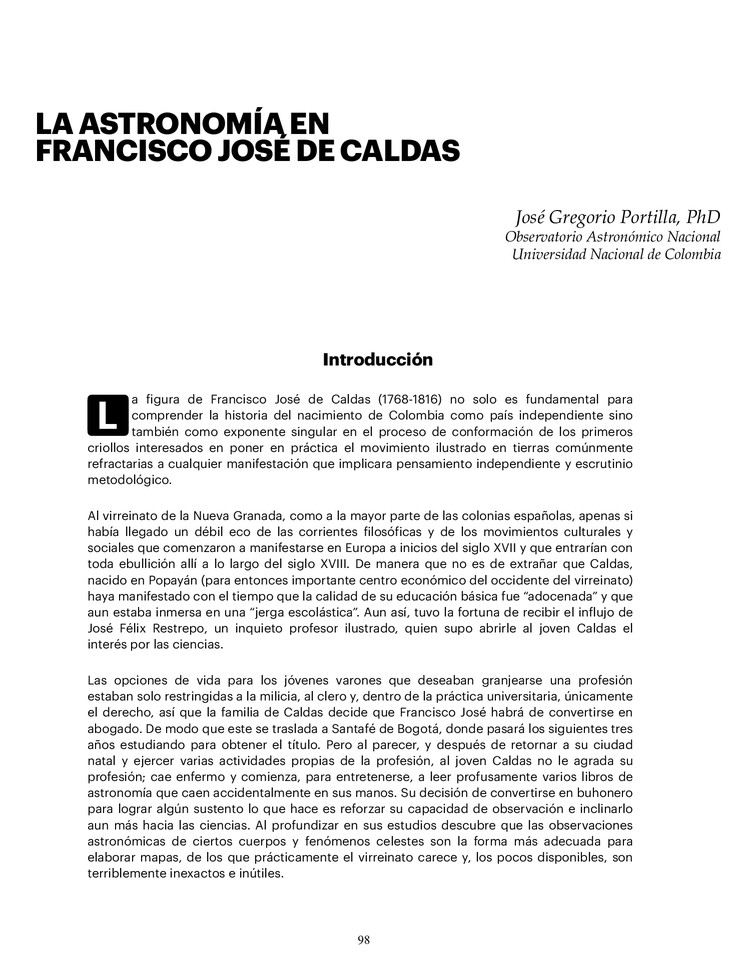 LA ASTRONOMÍA EN
FRANCISCO JOSÉ DE CALDAS
José Gregorio Portilla, PhD
Observatorio Astronómico Nacional
Universidad Nacional de Colombia
Introducción
La figura de Francisco José de Caldas (1768-1816) no solo es fundamental para
comprender la historia del nacimiento de Colombia como país independiente sino
también como exponente singular en el proceso de conformación de los primeros
criollos interesados en poner en práctica el movimiento ilustrado en tierras comúnmente
refractarias a cualquier manifestación que implicara pensamiento independiente y escrutinio
metodológico.
Al virreinato de la Nueva Granada, como a la mayor parte de las colonias españolas, apenas si
había llegado un débil eco de las corrientes filosóficas y de los movimientos culturales y
sociales que comenzaron a manifestarse en Europa a inicios del siglo XVII y que entrarían con
toda ebullición allí a lo largo del siglo XVIII. De manera que no es de extrañar que Caldas,
nacido en Popayán (para entonces importante centro económico del occidente del virreinato)
haya manifestado con el tiempo que la calidad de su educación básica fue “adocenada” y que
aun estaba inmersa en una “jerga escolástica”. Aun así, tuvo la fortuna de recibir el influjo de
José Félix Restrepo, un inquieto profesor ilustrado, quien supo abrirle al joven Caldas el
interés por las ciencias.
Las opciones de vida para los jóvenes varones que deseaban granjearse una profesión
estaban solo restringidas a la milicia, al clero y, dentro de la práctica universitaria, únicamente
el derecho, así que la familia de Caldas decide que Francisco José habrá de convertirse en
abogado. De modo que este se traslada a Santafé de Bogotá, donde pasará los siguientes tres
años estudiando para obtener el título. Pero al parecer, y después de retornar a su ciudad
natal y ejercer varias actividades propias de la profesión, al joven Caldas no le agrada su
profesión; cae enfermo y comienza, para entretenerse, a leer profusamente varios libros de
astronomía que caen accidentalmente en sus manos. Su decisión de convertirse en buhonero
para lograr algún sustento lo que hace es reforzar su capacidad de observación e inclinarlo
aun más hacia las ciencias. Al profundizar en sus estudios descubre que las observaciones
astronómicas de ciertos cuerpos y fenómenos celestes son la forma más adecuada para
elaborar mapas, de los que prácticamente el virreinato carece y, los pocos disponibles, son
terriblemente inexactos e inútiles.
98